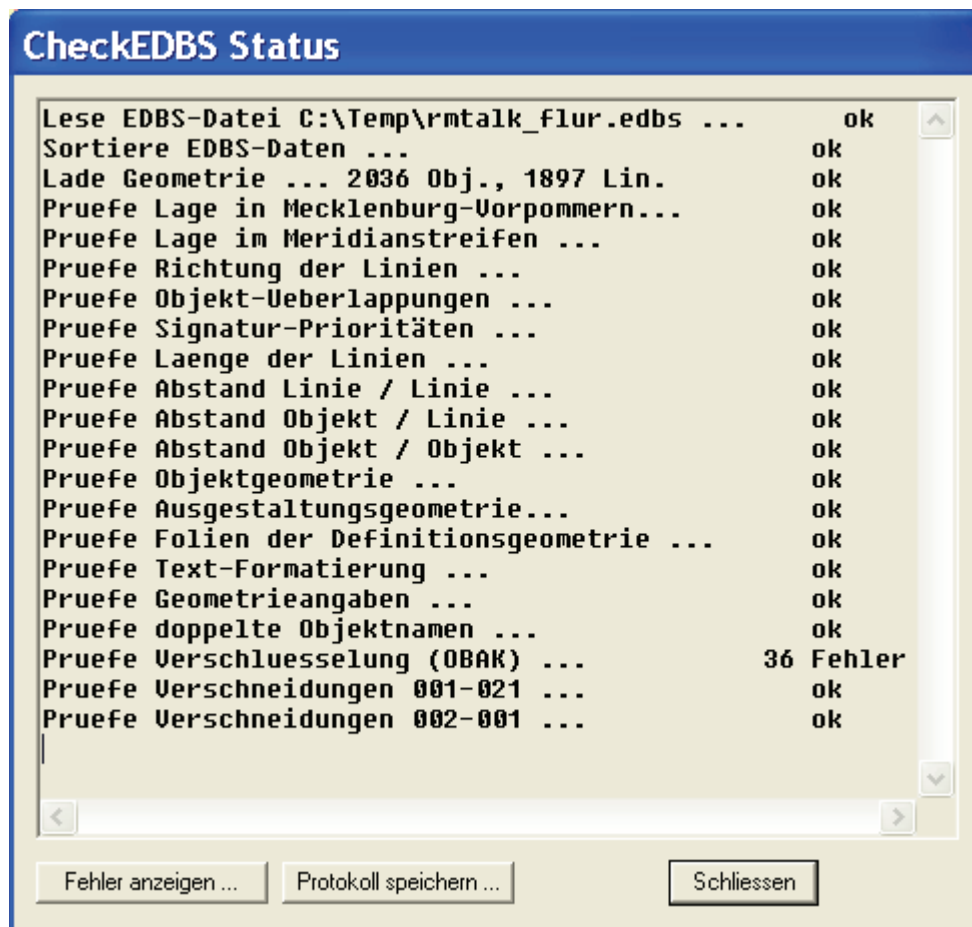 CheckEDBS Status
Lese EDBS-Datei C:\Temp\rmtalk_flur.edbs ... ok
Sortiere EDBS-Daten ... ok
Lade Geometrie ... 2036 Obj., 1897 Lin. ok
Pruefe Lage in Mecklenburg-Vorpommern... ok
Pruefe Lage im Meridianstreifen ... ok
Pruefe Richtung der Linien ... ok
Pruefe Objekt-Ueberlappungen ... ok
Pruefe Signatur-Prioritäten ... ok
Pruefe Laenge der Linien ... ok
Pruefe Abstand Linie / Linie ... ok
Pruefe Abstand Objekt / Linie ... ok
Pruefe Abstand Objekt / Objekt ... ok
Pruefe Objektgeometrie ... ok
Pruefe Ausgestaltungsgeometrie... ok
Pruefe Folien der Definitionsgeometrie ... ok
Pruefe Text-Formatierung ... ok
Pruefe Geometrieangaben ... ok
Pruefe doppelte Objektnamen ... ok
Pruefe Verschluesselung (OBAK) ... 36 Fehler
Pruefe Verschneidungen 001-021 ... ok
Pruefe Verschneidungen 002-001 ... ok
Fehler anzeigen ... Protokoll speichern ... Schliessen